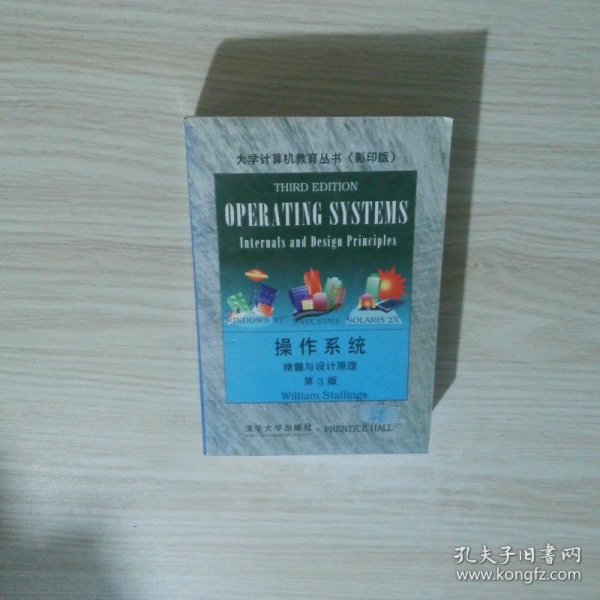 大学计算机教育丛书（影印版）
THIRD EDITION
OPERATING SYSTEMS
Internals and Design Principles
WINDOWS NT UNIX SVR4 SOLARIS 2X
操作系统
精髓与设计原理
第3版
William Stallings
清华大学出版社 · PRENTICE HALL
孔夫子旧书网
www.kongfz.com